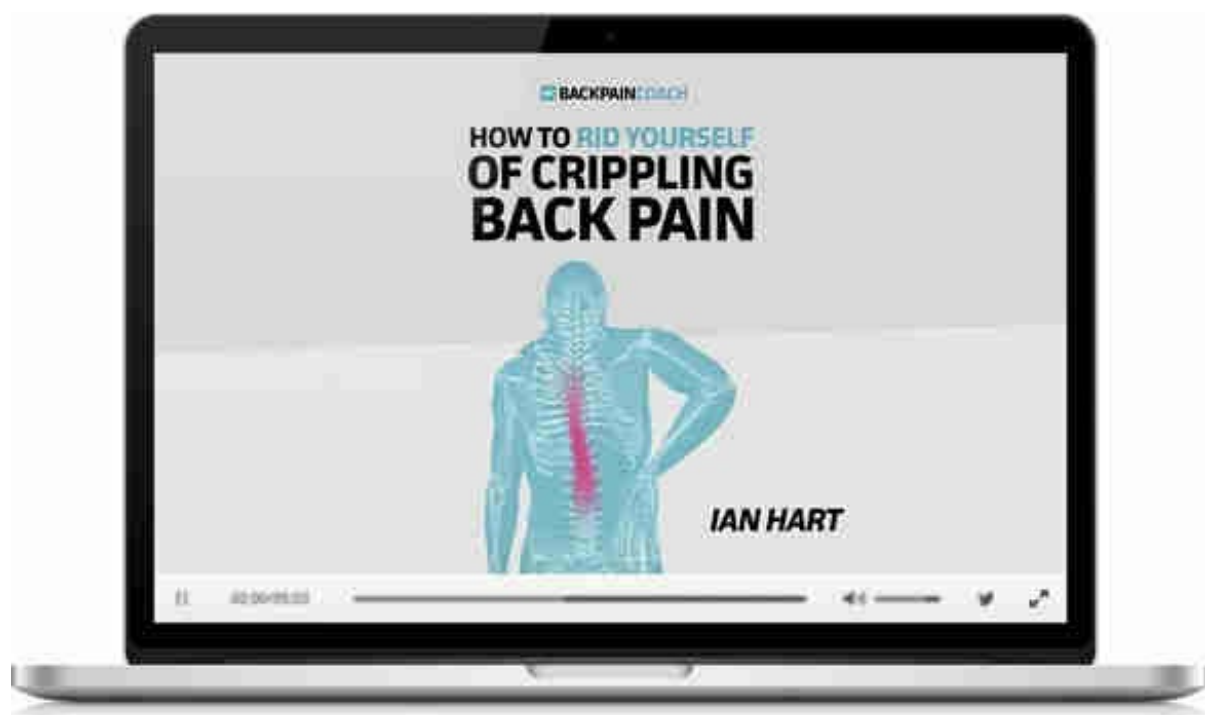 BACKPAINCOACH
HOW TO RID YOURSELF
OF CRIPPLING
BACK PAIN
IAN HART